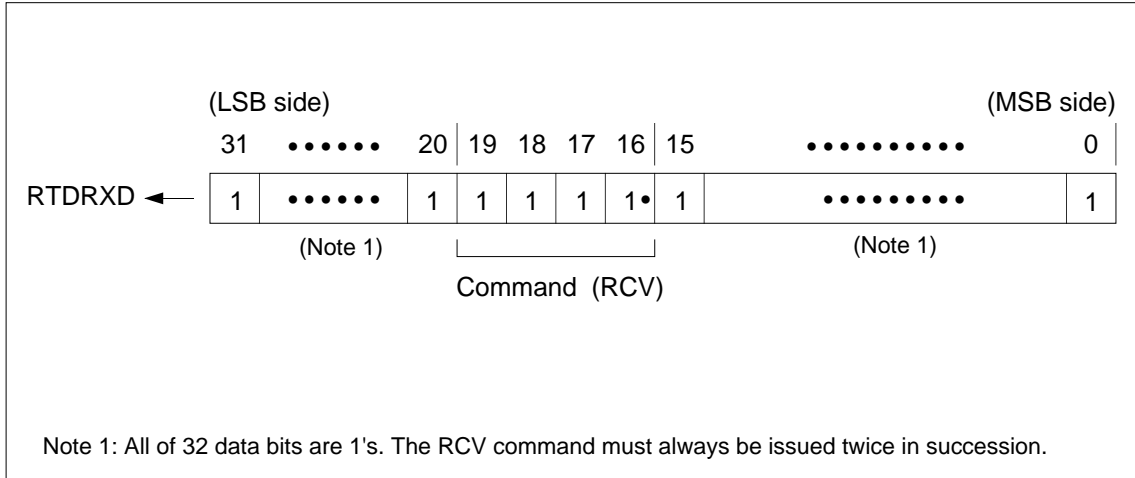 (LSB side) (MSB side)
31 •••••• 20 19 18 17 16 15 •••••••••• 0
RTDRXD 1 •••••• 1 1 1 1 1• 1 ••••••••• 1
(Note 1) (Note 1)
Command (RCV)
Note 1: All of 32 data bits are 1's. The RCV command must always be issued twice in succession.